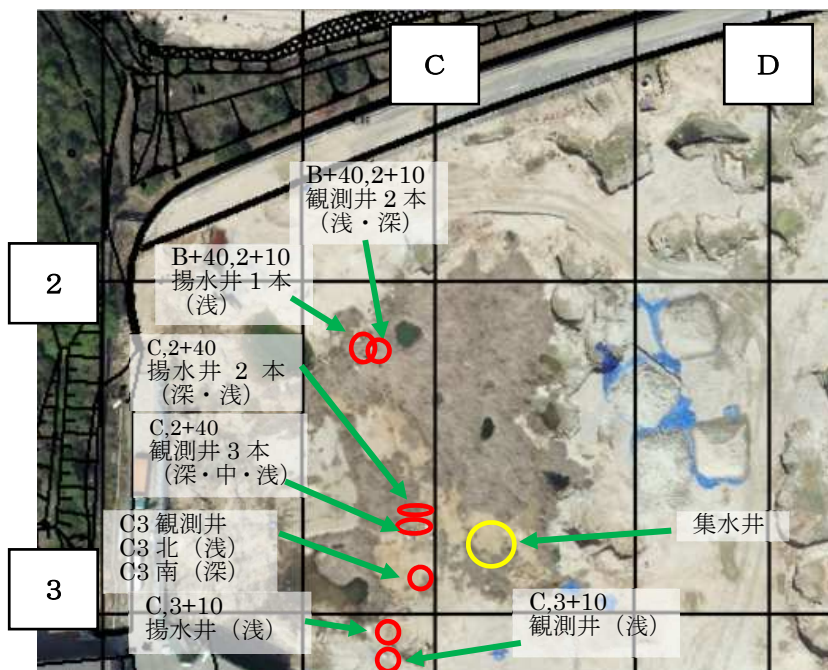 C
D
B+40,2+10
観測井 2 本
（浅・深）
2
B+40,2+10
揚水井 1 本
（浅）
C,2+40
揚水井 2 本
（深・浅）
C,2+40
観測井 3 本
（深・中・浅）
C3 観測井
C3 北（浅）
C3 南（深）
集水井
3
C,3+10
揚水井（浅）
C,3+10
観測井（浅）